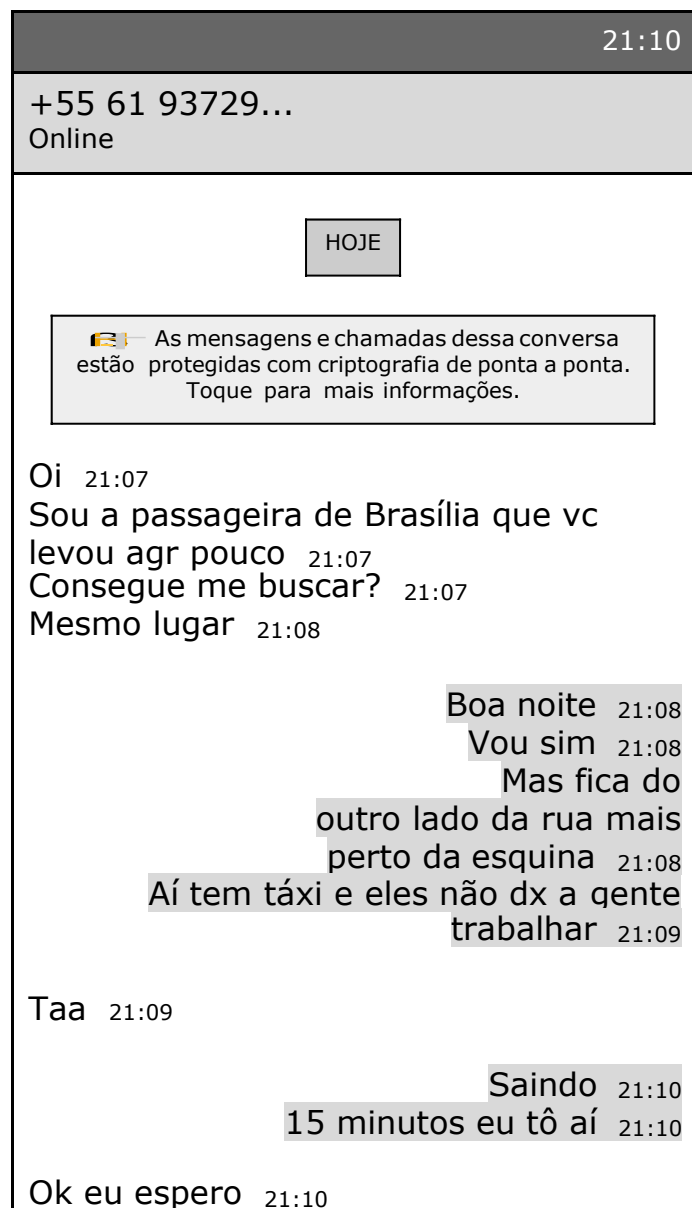 21:10
+55 61 93729...
Online
HOJE
As mensagens e chamadas dessa conversa
estão protegidas com criptografia de ponta a ponta.
Toque para mais informações.
Oi 21:07
Sou a passageira de Brasília que vc
levou agr pouco 21:07
Consegue me buscar? 21:07
Mesmo lugar 21:08
Boa noite 21:08
Vou sim 21:08
Mas fica do
outro lado da rua mais
perto da esquina 21:08
Aí tem táxi e eles não dx a gente
trabalhar 21:09
Taa 21:09
Saindo 21:10
15 minutos eu tô aí 21:10
Ok eu espero 21:10